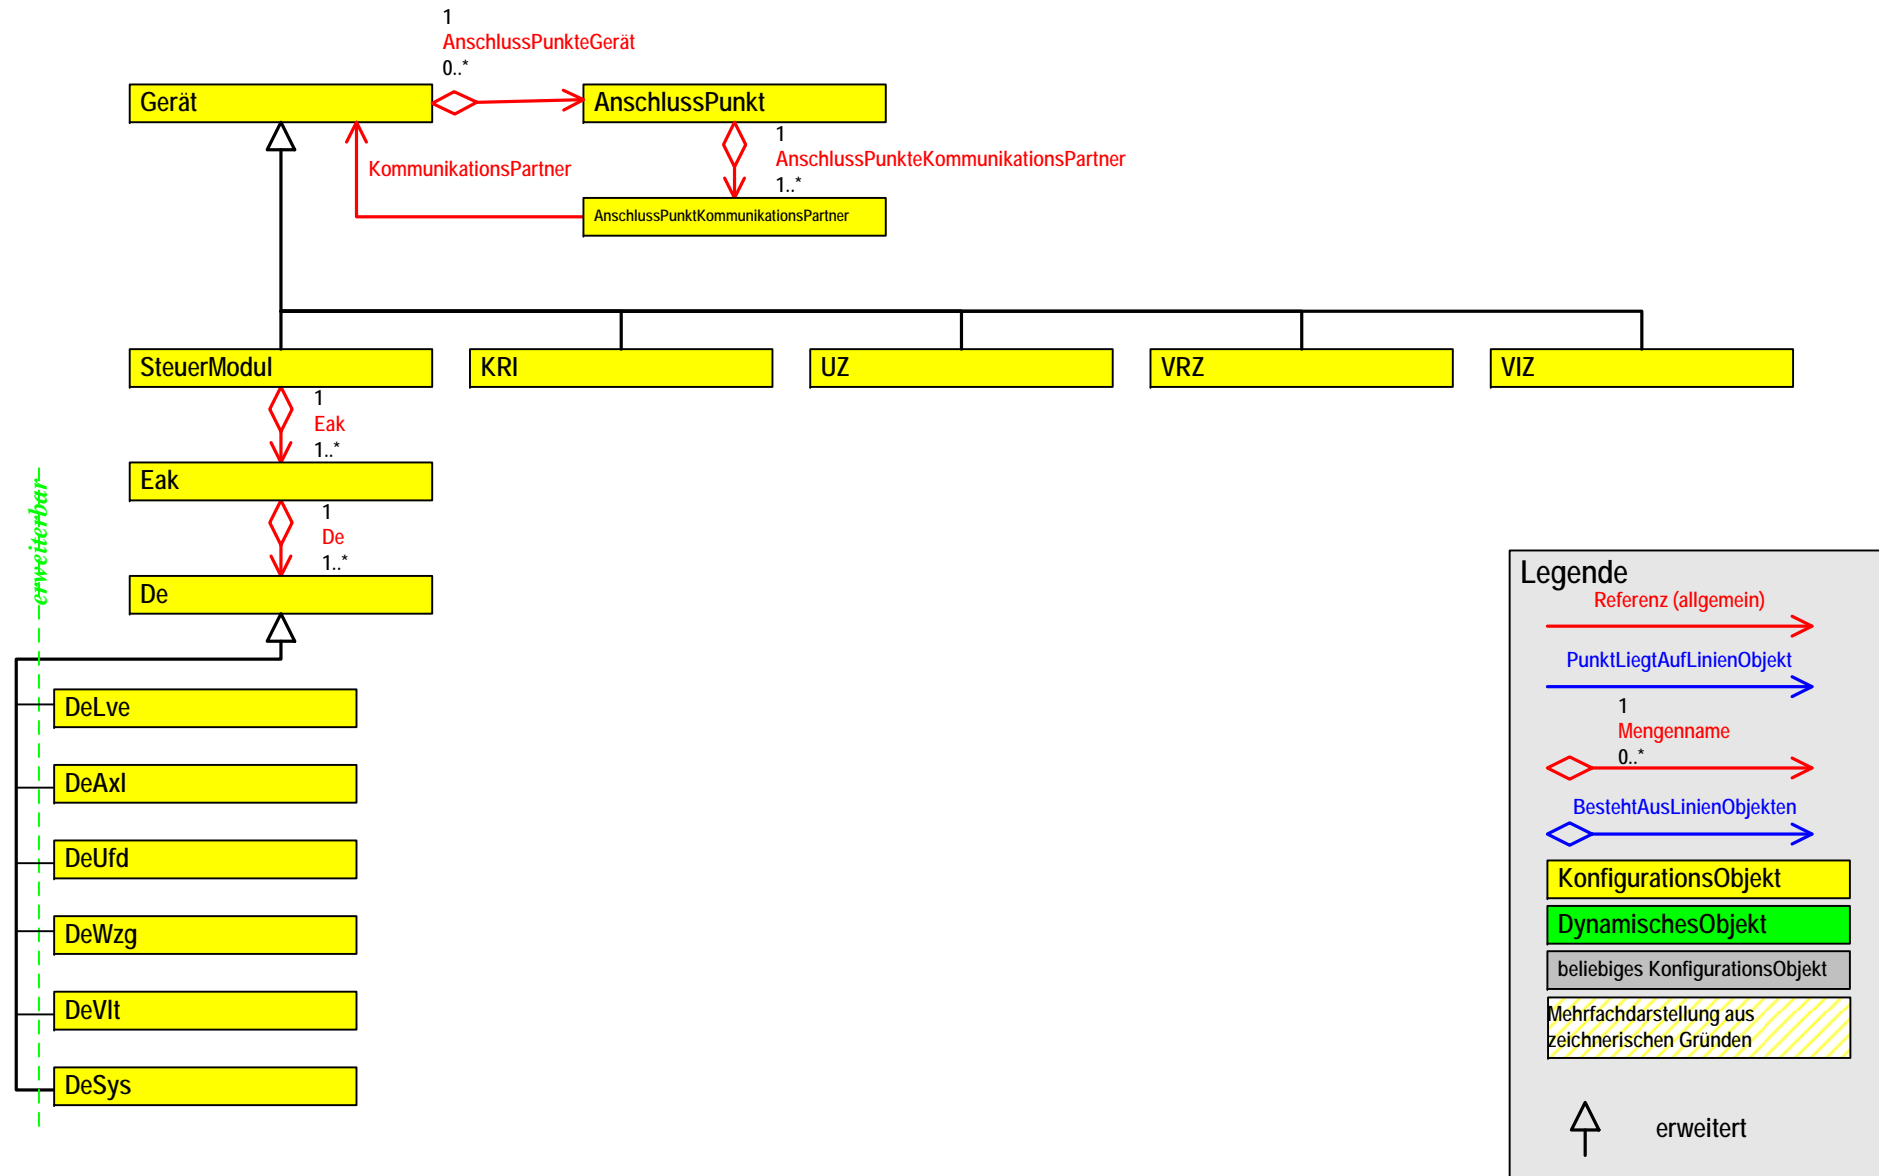 1
AnschlussPunkteGerät
0..*
Gerät
AnschlussPunkt
1
AnschlussPunkteKommunikationsPartner
1..*
KommunikationsPartner
AnschlussPunktKommunikationsPartner
SteuerModul
KRI
UZ
VRZ
VIZ
1
Eak
1..*
Eak
1
De
1..*
De
erweiterbar
DeLve
DeAxl
DeUfd
DeWzg
DeVlt
DeSys
Legende
Referenz (allgemein)
PunktLiegtAufLinienObjekt
1
Mengenname
0..*
BestehtAusLinienObjekten
KonfigurationsObjekt
DynamischesObjekt
beliebiges KonfigurationsObjekt
Mehrfachdarstellung aus
zeichnerischen Gründen
erweitert